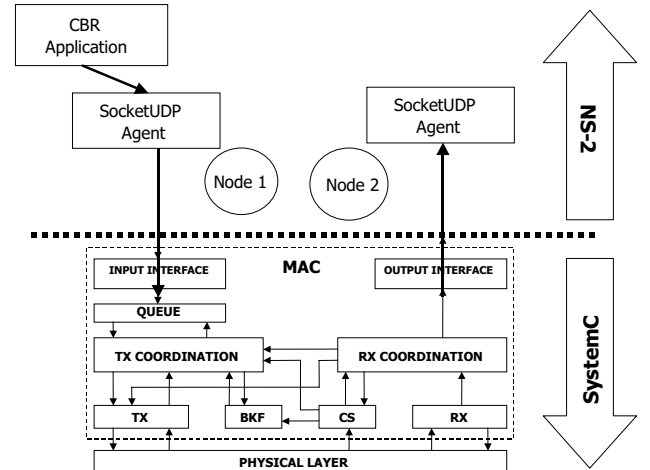 CBR
Application
SocketUDP
Agent
SocketUDP
Agent
NS-2
Node 1
Node 2
INPUT INTERFACE
MAC
OUTPUT INTERFACE
QUEUE
TX COORDINATION
RX COORDINATION
SystemC
TX
BKF
CS
RX
PHYSICAL LAYER